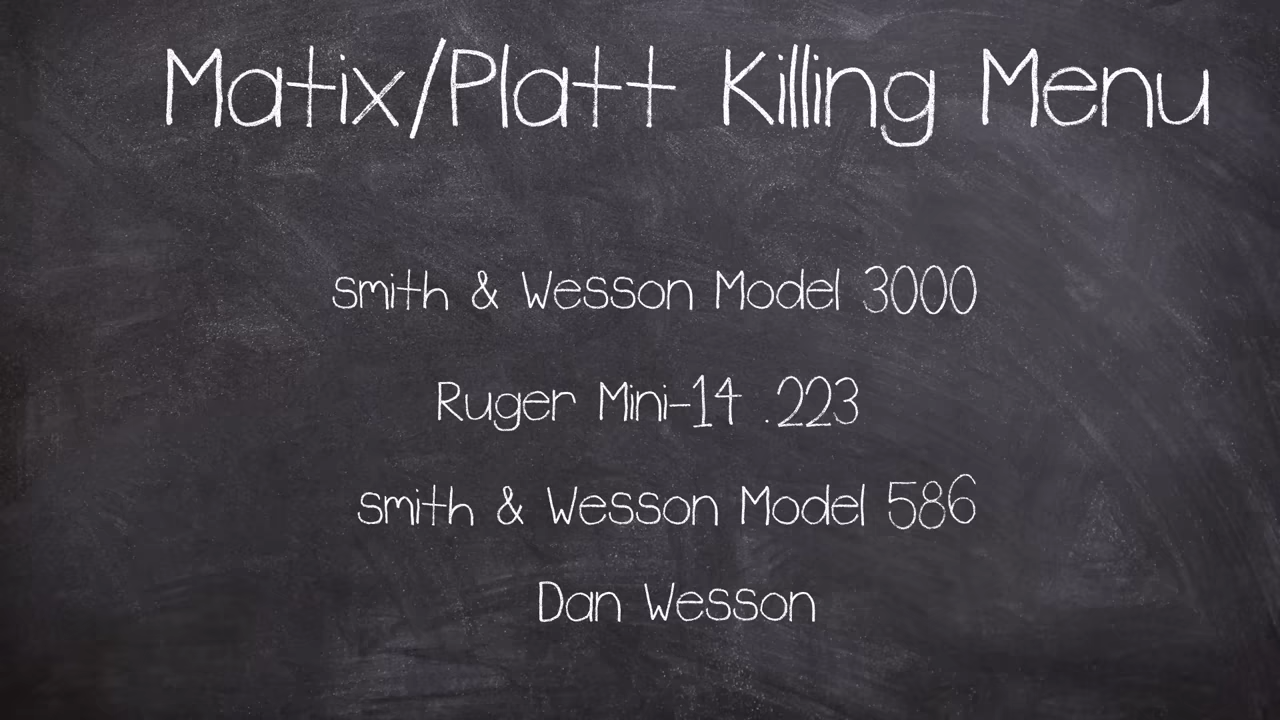 Matix/Platt Killing Menu
smith & Wesson Model 3000
Ruger Mini-14 .223
smith & Wesson Model 586
Dan Wesson